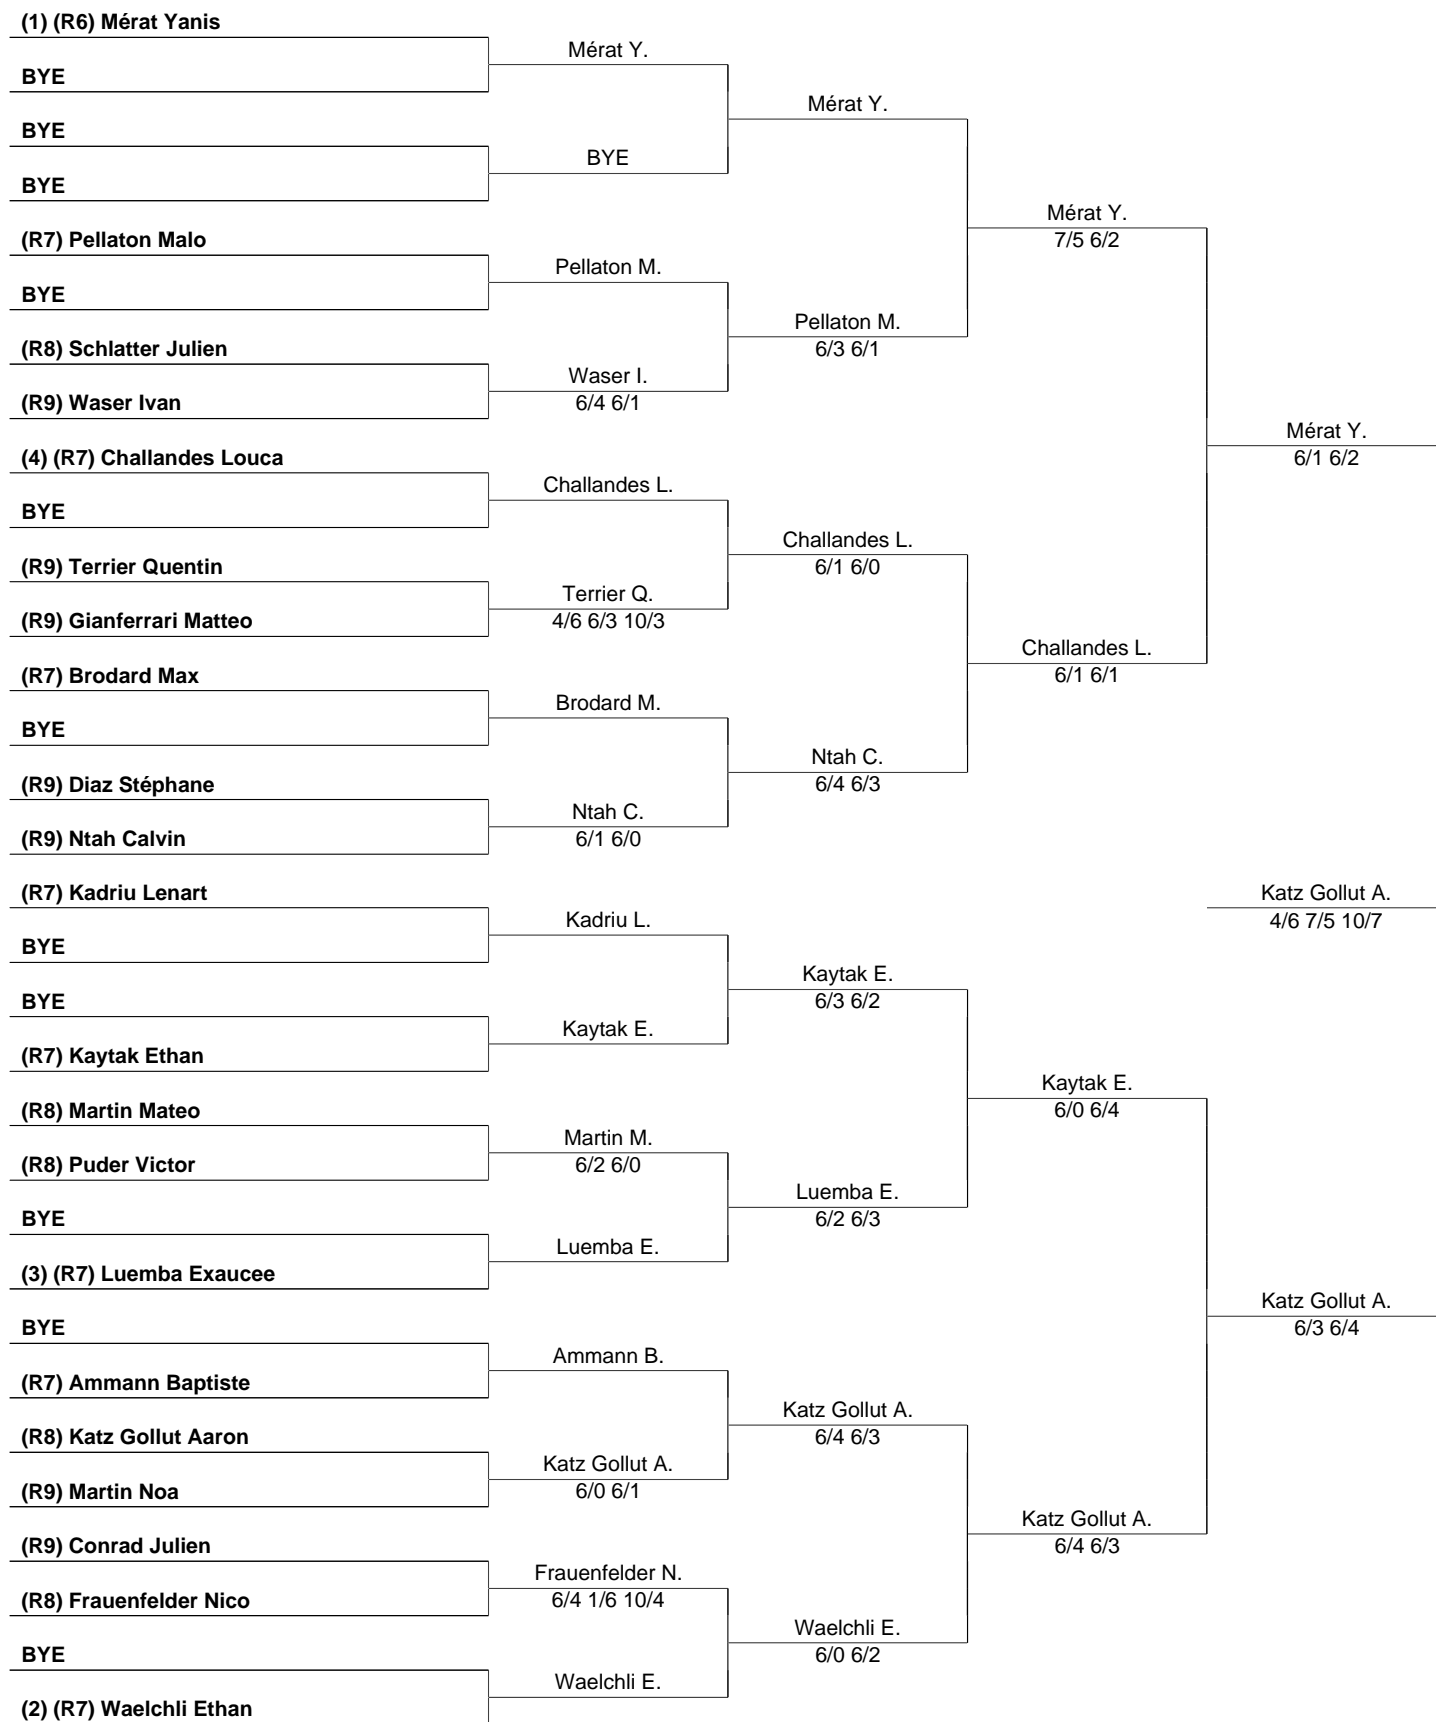 (1) (R6) Mérat Yanis
BYE
BYE
BYE
(R7) Pellaton Malo
BYE
(R8) Schlatter Julien
(R9) Waser Ivan
(4) (R7) Challandes Louca
BYE
(R9) Terrier Quentin
(R9) Gianferrari Matteo
(R7) Brodard Max
BYE
(R9) Diaz Stéphane
(R9) Ntah Calvin
(R7) Kadriu Lenart
BYE
BYE
(R7) Kaytak Ethan
(R8) Martin Mateo
(R8) Puder Victor
BYE
(3) (R7) Luemba Exaucee
BYE
(R7) Ammann Baptiste
(R8) Katz Gollut Aaron
(R9) Martin Noa
(R9) Conrad Julien
(R8) Frauenfelder Nico
BYE
(2) (R7) Waelchli Ethan
Mérat Y.
BYE
Pellaton M.
Waser I.
6/4 6/1
Challandes L.
Terrier Q.
4/6 6/3 10/3
Brodard M.
Ntah C.
6/1 6/0
Kadriu L.
Kaytak E.
Martin M.
6/2 6/0
Luemba E.
Ammann B.
Katz Gollut A.
6/0 6/1
Frauenfelder N.
6/4 1/6 10/4
Waelchli E.
Mérat Y.
Pellaton M.
6/3 6/1
Challandes L.
6/1 6/0
Ntah C.
6/4 6/3
Kaytak E.
6/3 6/2
Luemba E.
6/2 6/3
Katz Gollut A.
6/4 6/3
Waelchli E.
6/0 6/2
Mérat Y.
7/5 6/2
Challandes L.
6/1 6/1
Kaytak E.
6/0 6/4
Katz Gollut A.
6/4 6/3
Mérat Y.
6/1 6/2
Katz Gollut A.
4/6 7/5 10/7
Katz Gollut A.
6/3 6/4